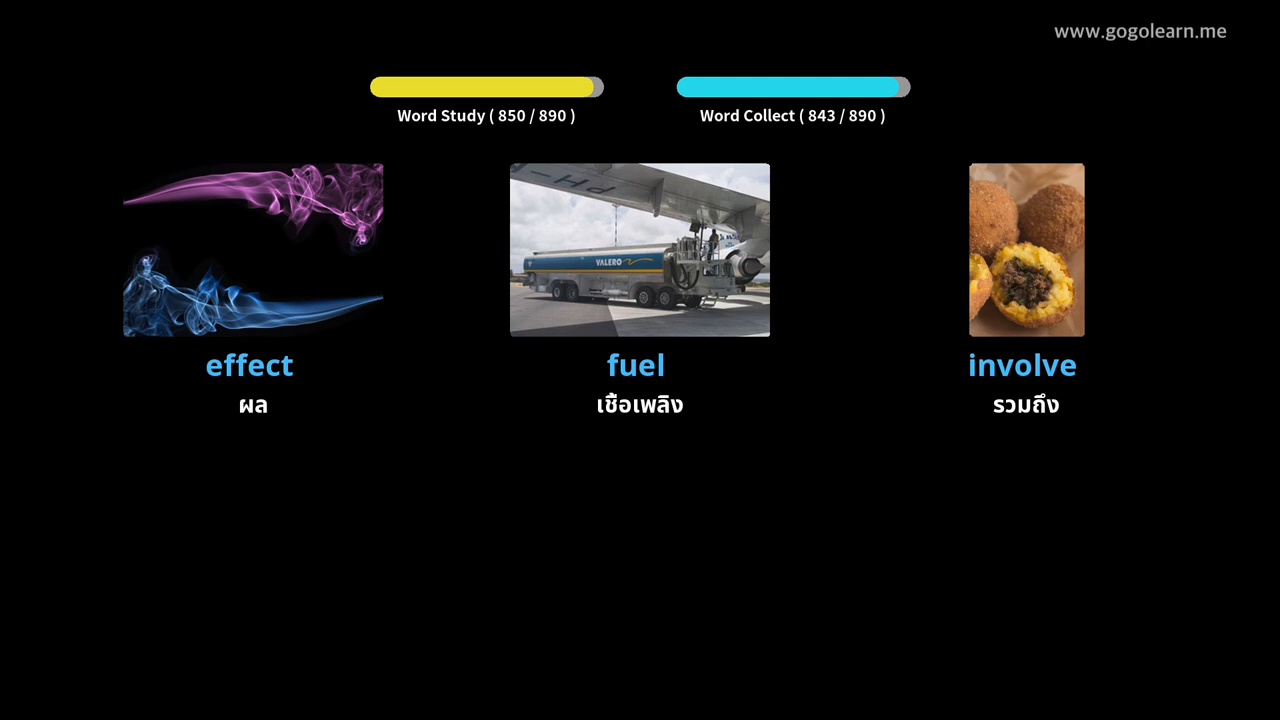 www.gogolearn.me
Word Study ( 850 / 890 )
Word Collect ( 843 / 890 )
VALERO
effect
fuel
involve
ผล
เชื้อเพลิง
รวมถึง